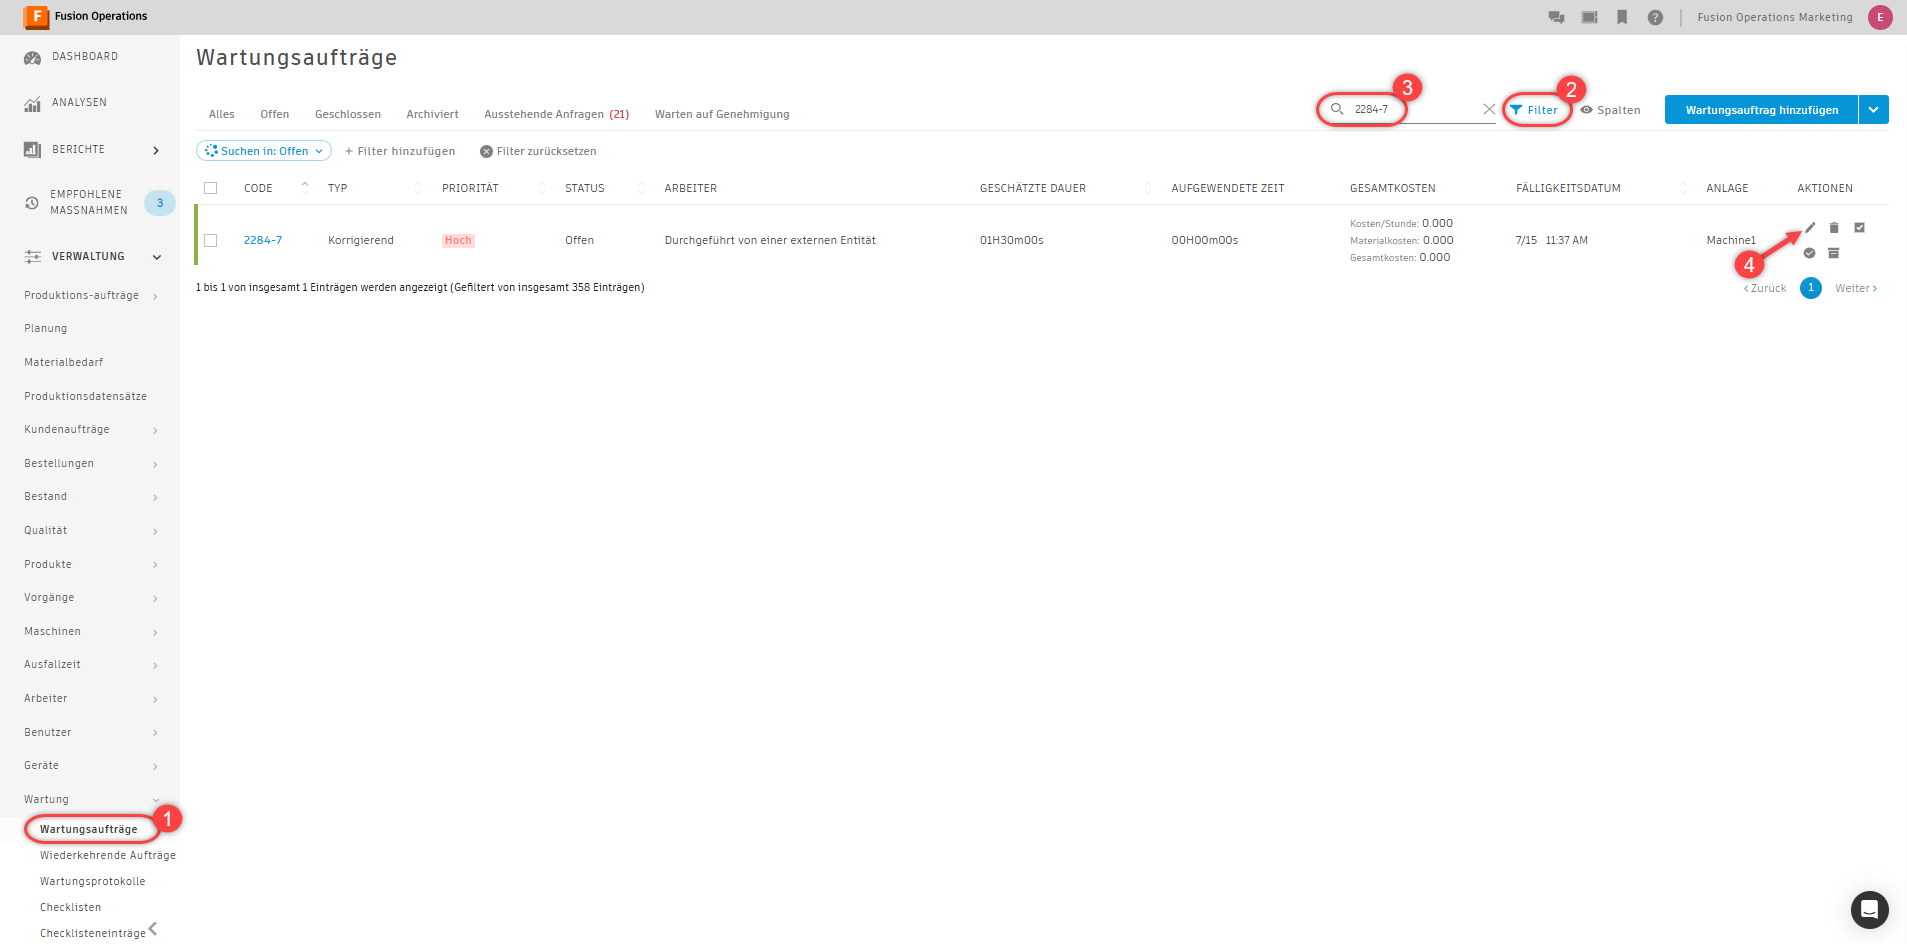 F Fusion Operations
Fusion Operations Marketing E
DASHBOARD
ANALYSEN
BERICHTE
EMPFOHLENE
MASSNAHMEN
3
VERWALTUNG
Produktions-aufträge
Planung
Materialbedarf
Produktionsdatensätze
Kundenaufträge
Bestellungen
Bestand
Qualität
Produkte
Vorgänge
Maschinen
Ausfallzeit
Arbeiter
Benutzer
Geräte
Wartung
Wartungsaufträge 1
Wiederkehrende Aufträge
Wartungsprotokolle
Checklisten
Checklisteneinträge
Wartungsaufträge
Alles Offen Geschlossen Archiviert Ausstehende Anfragen (21) Warten auf Genehmigung
2284-7 3 Filter 2 Spalten Wartungsauftrag hinzufügen
Suchen in: Offen + Filter hinzufügen Filter zurücksetzen
CODE TYP PRIORITÄT STATUS ARBEITER GESCHÄTZTE DAUER AUFGEWENDETE ZEIT GESAMTKOSTEN FÄLLIGKEITSDATUM ANLAGE AKTIONEN
2284-7 Korrigierend Hoch Offen Durchgeführt von einer externen Entität 01H30m00s 00H00m00s
Kosten/Stunde: 0.000
Materialkosten: 0.000
Gesamtkosten: 0.000
7/15 11:37 AM Machine1
4
1 bis 1 von insgesamt 1 Einträgen werden angezeigt (Gefiltert von insgesamt 358 Einträgen)
Zurück 1 Weiter